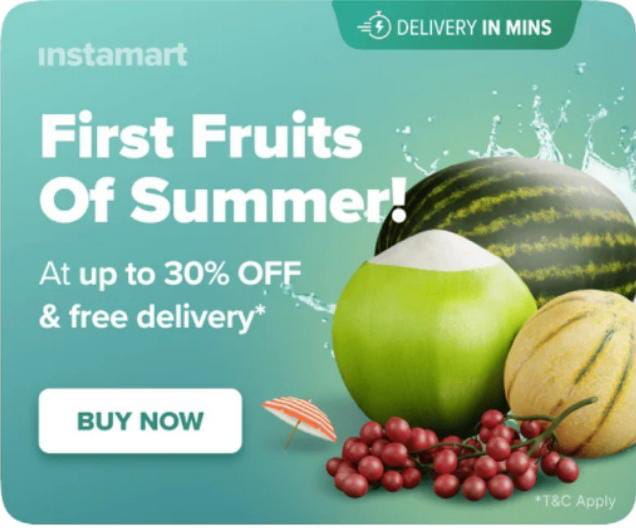 DELIVERY IN MINS
instamart
First Fruits
Of Summer!
At up to 30% OFF
& free delivery*
BUY NOW
*T&C Apply